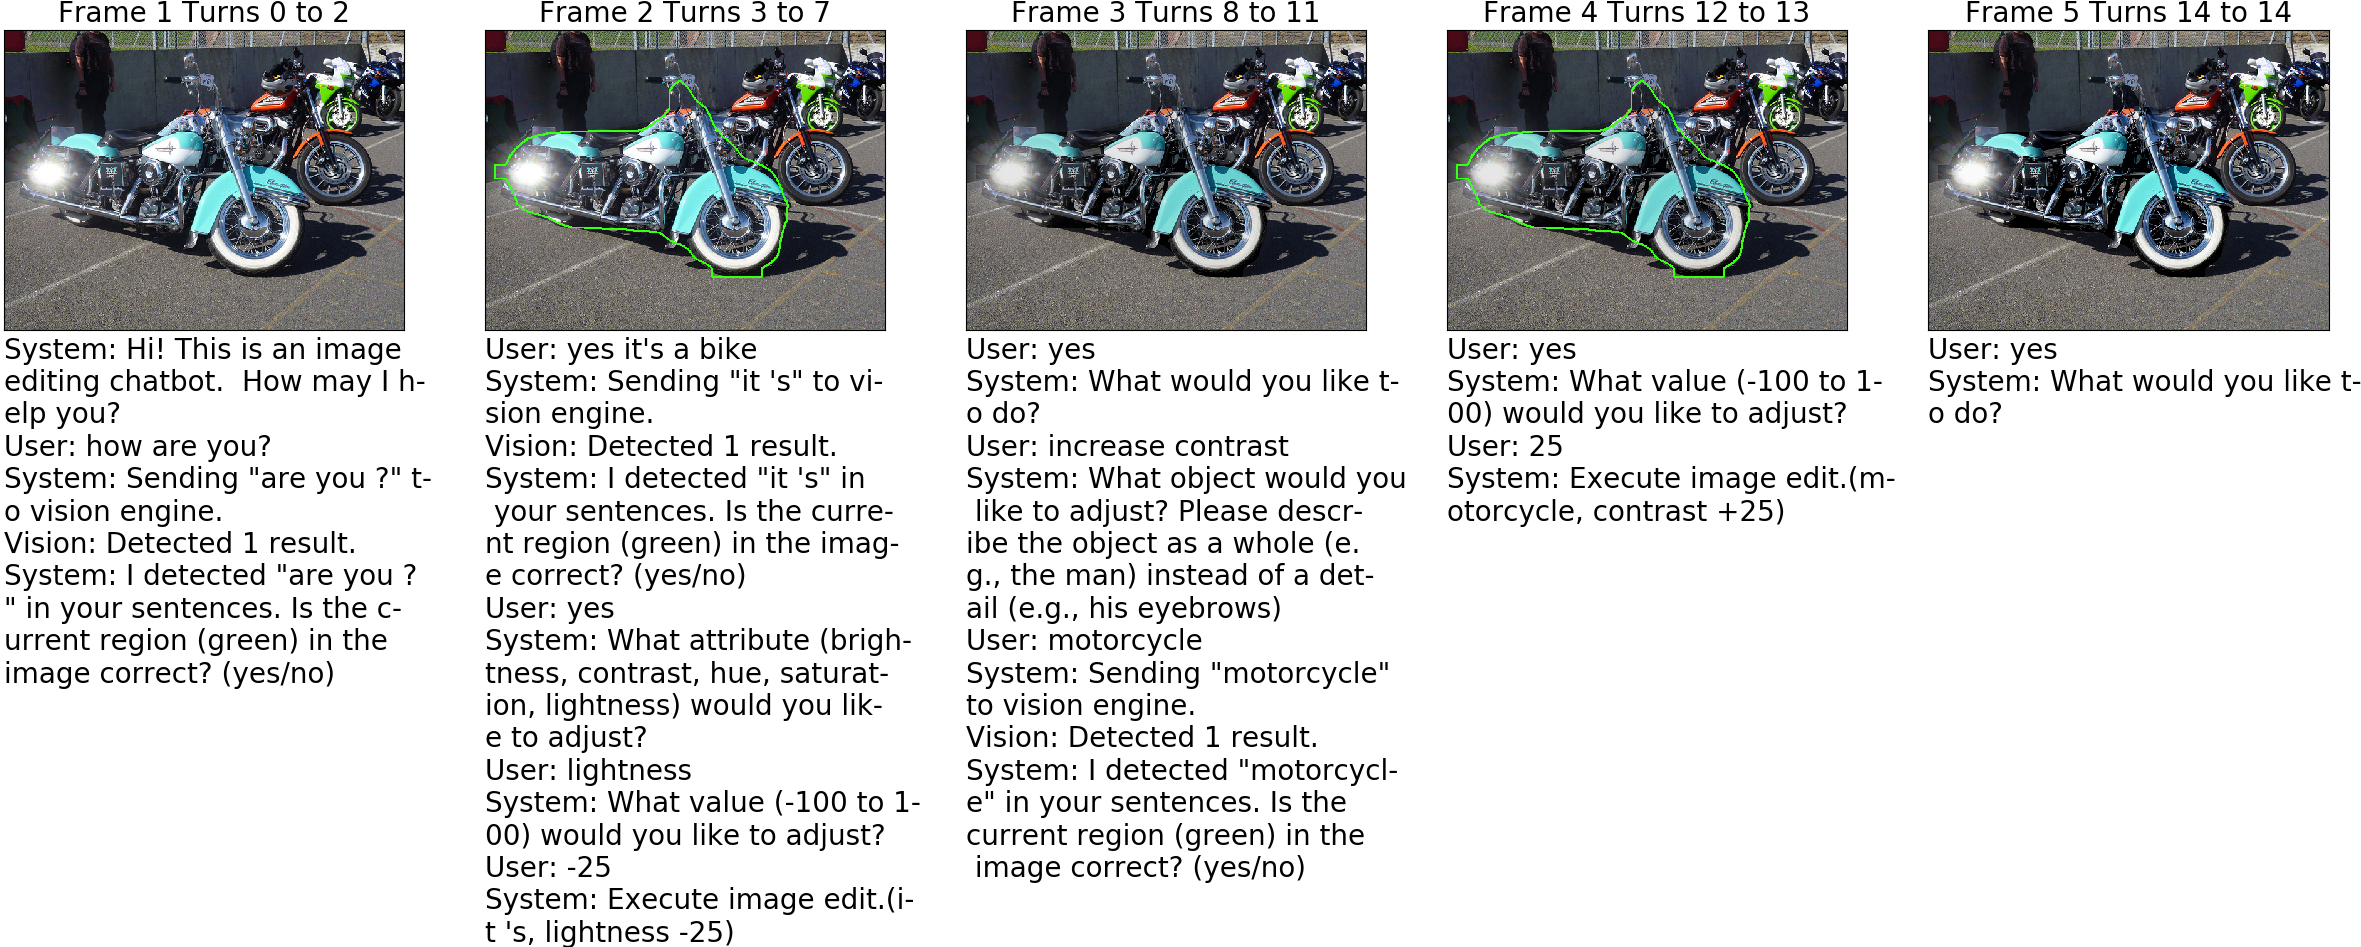 Frame 1 Turns 0 to 2
System: Hi! This is an image
editing chatbot.  How may I h-
elp you?
User: how are you?
System: Sending "are you ?" t-
o vision engine.
Vision: Detected 1 result.
System: I detected "are you ?
" in your sentences. Is the c-
urrent region (green) in the
image correct? (yes/no)
Frame 2 Turns 3 to 7
User: yes it's a bike
System: Sending "it 's" to vi-
sion engine.
Vision: Detected 1 result.
System: I detected "it 's" in
your sentences. Is the curre-
nt region (green) in the imag-
e correct? (yes/no)
User: yes
System: What attribute (brigh-
tness, contrast, hue, saturat-
ion, lightness) would you lik-
e to adjust?
User: lightness
System: What value (-100 to 1-
00) would you like to adjust?
User: -25
System: Execute image edit.(i-
t 's, lightness -25)
Frame 3 Turns 8 to 11
User: yes
System: What would you like t-
o do?
User: increase contrast
System: What object would you
like to adjust? Please descr-
ibe the object as a whole (e.
g., the man) instead of a det-
ail (e.g., his eyebrows)
User: motorcycle
System: Sending "motorcycle"
to vision engine.
Vision: Detected 1 result.
System: I detected "motorcycl-
e" in your sentences. Is the
current region (green) in the
image correct? (yes/no)
Frame 4 Turns 12 to 13
User: yes
System: What value (-100 to 1-
00) would you like to adjust?
User: 25
System: Execute image edit.(m-
otorcycle, contrast +25)
Frame 5 Turns 14 to 14
User: yes
System: What would you like t-
o do?